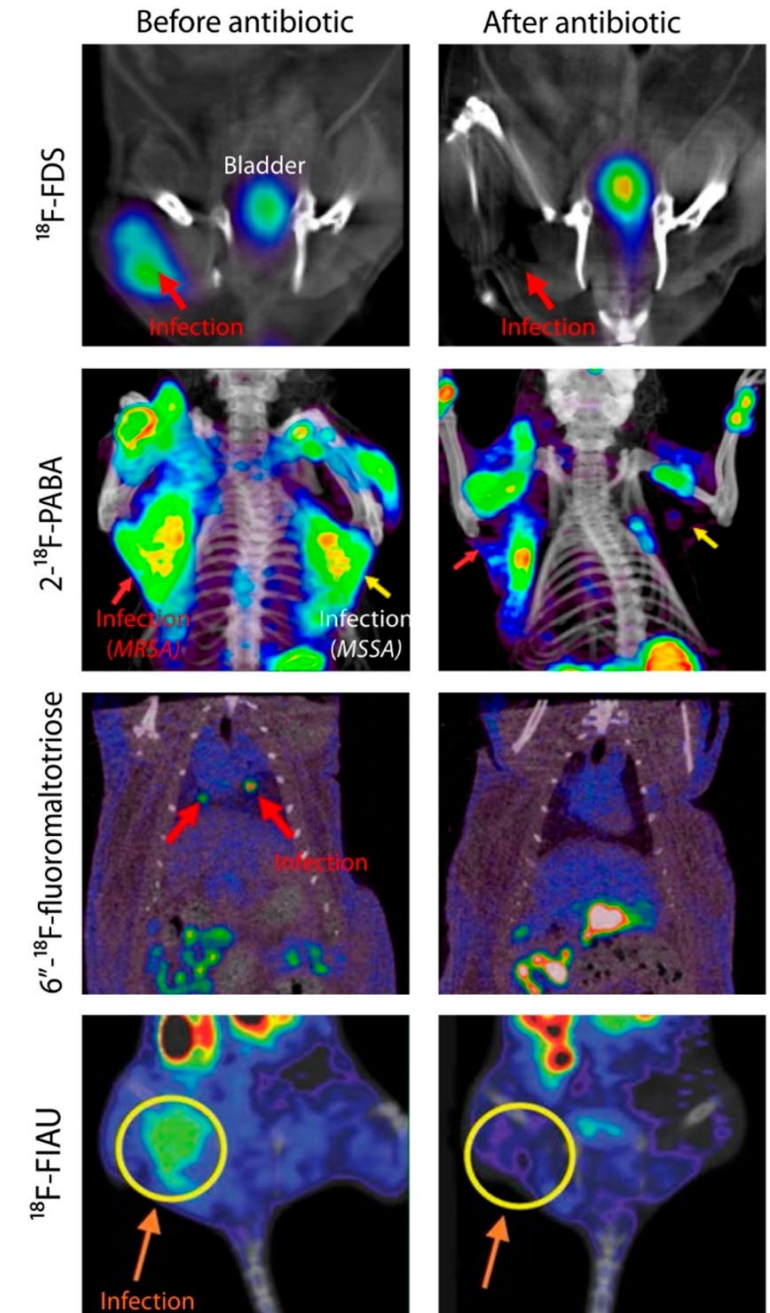 Before antibiotic
After antibiotic
¹⁸F-FDS
Bladder
Infection
Infection
2-¹⁸F-PABA
Infection
(MRSA)
Infection
(MSSA)
6″-¹⁸F-fluoromaltotriose
Infection
¹⁸F-FIAU
Infection